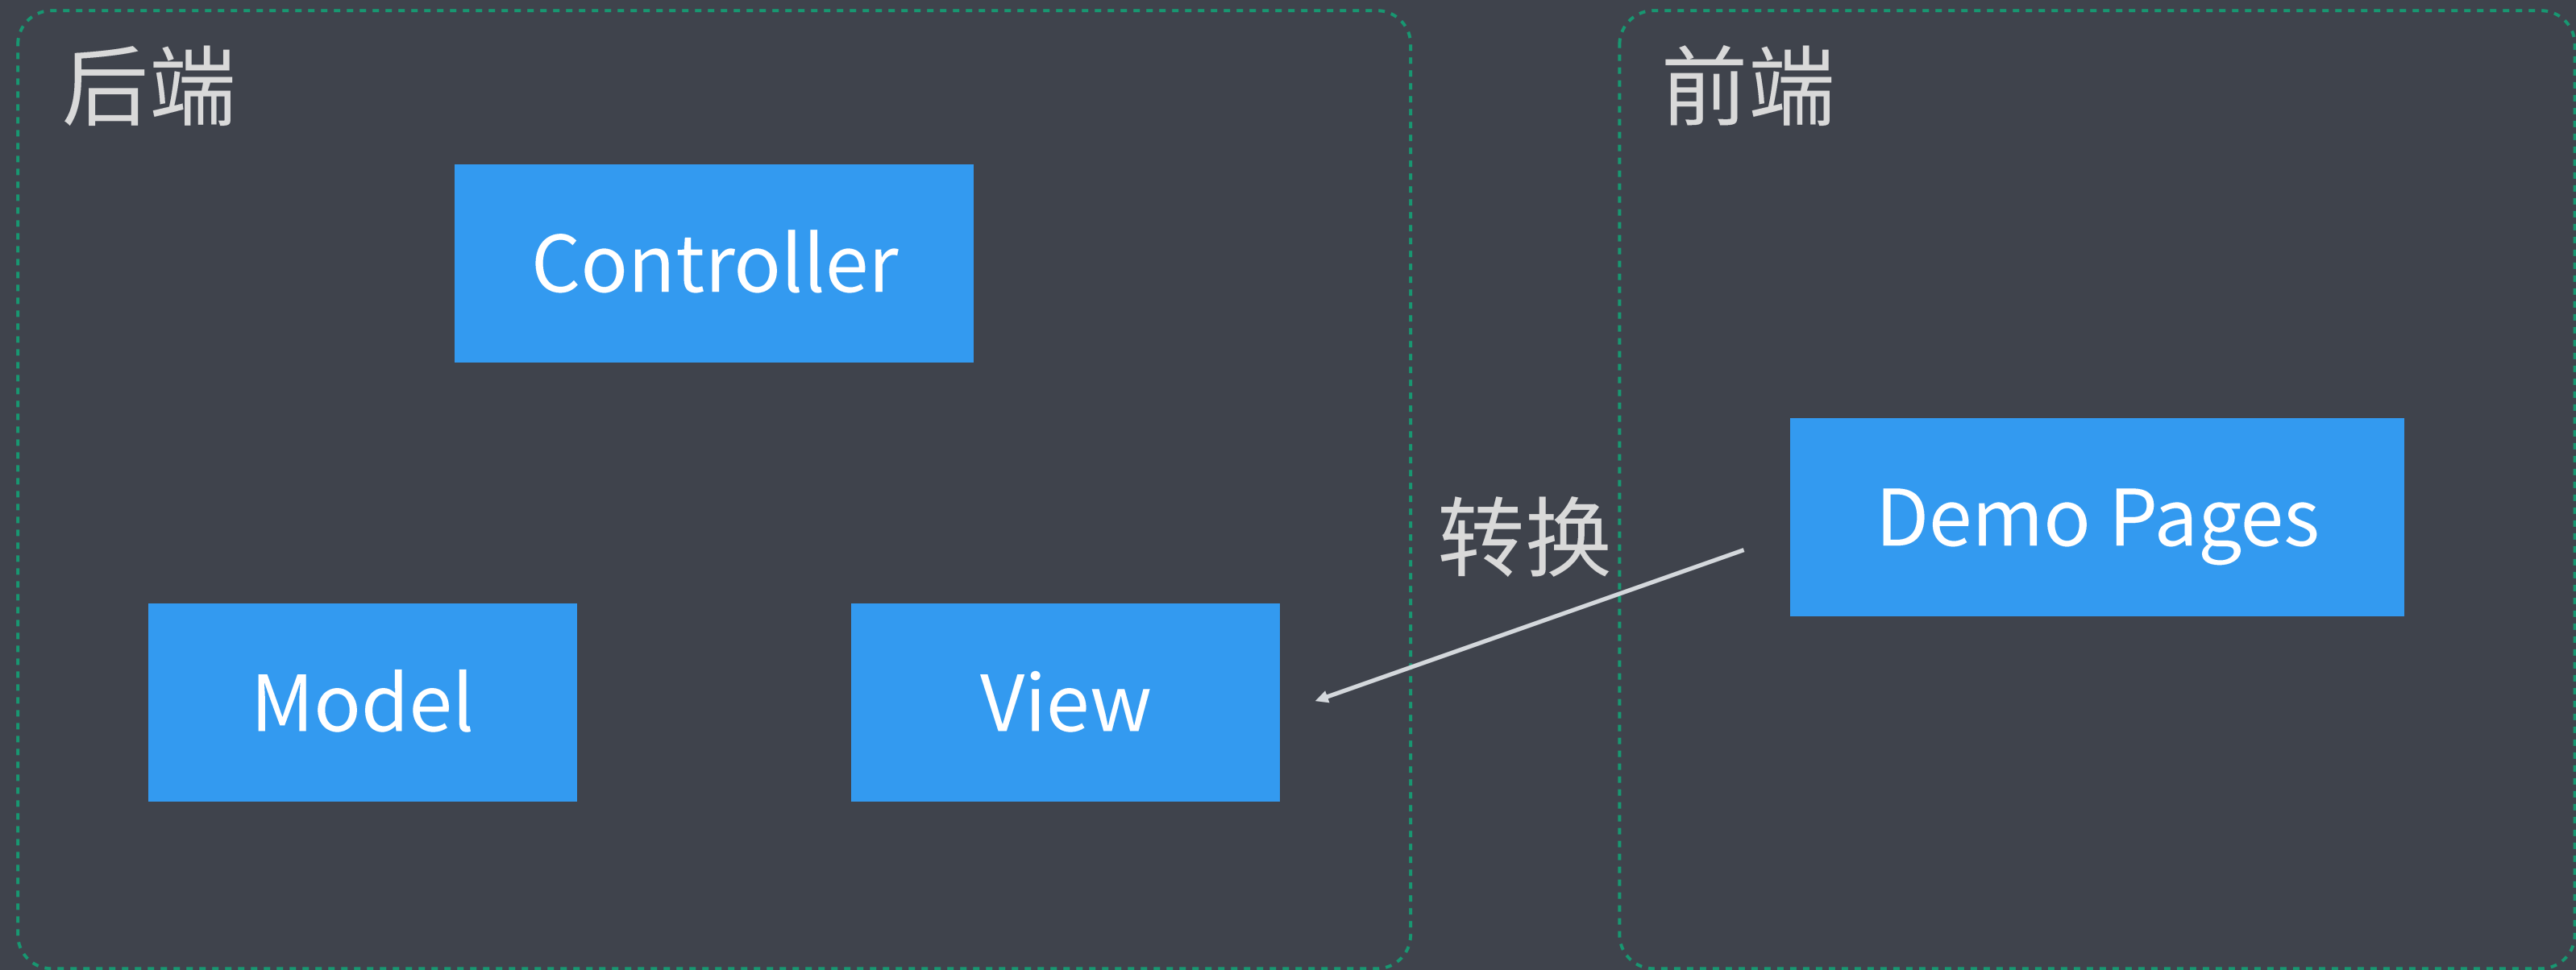 后端
Controller
Model
View
转换
前端
Demo Pages